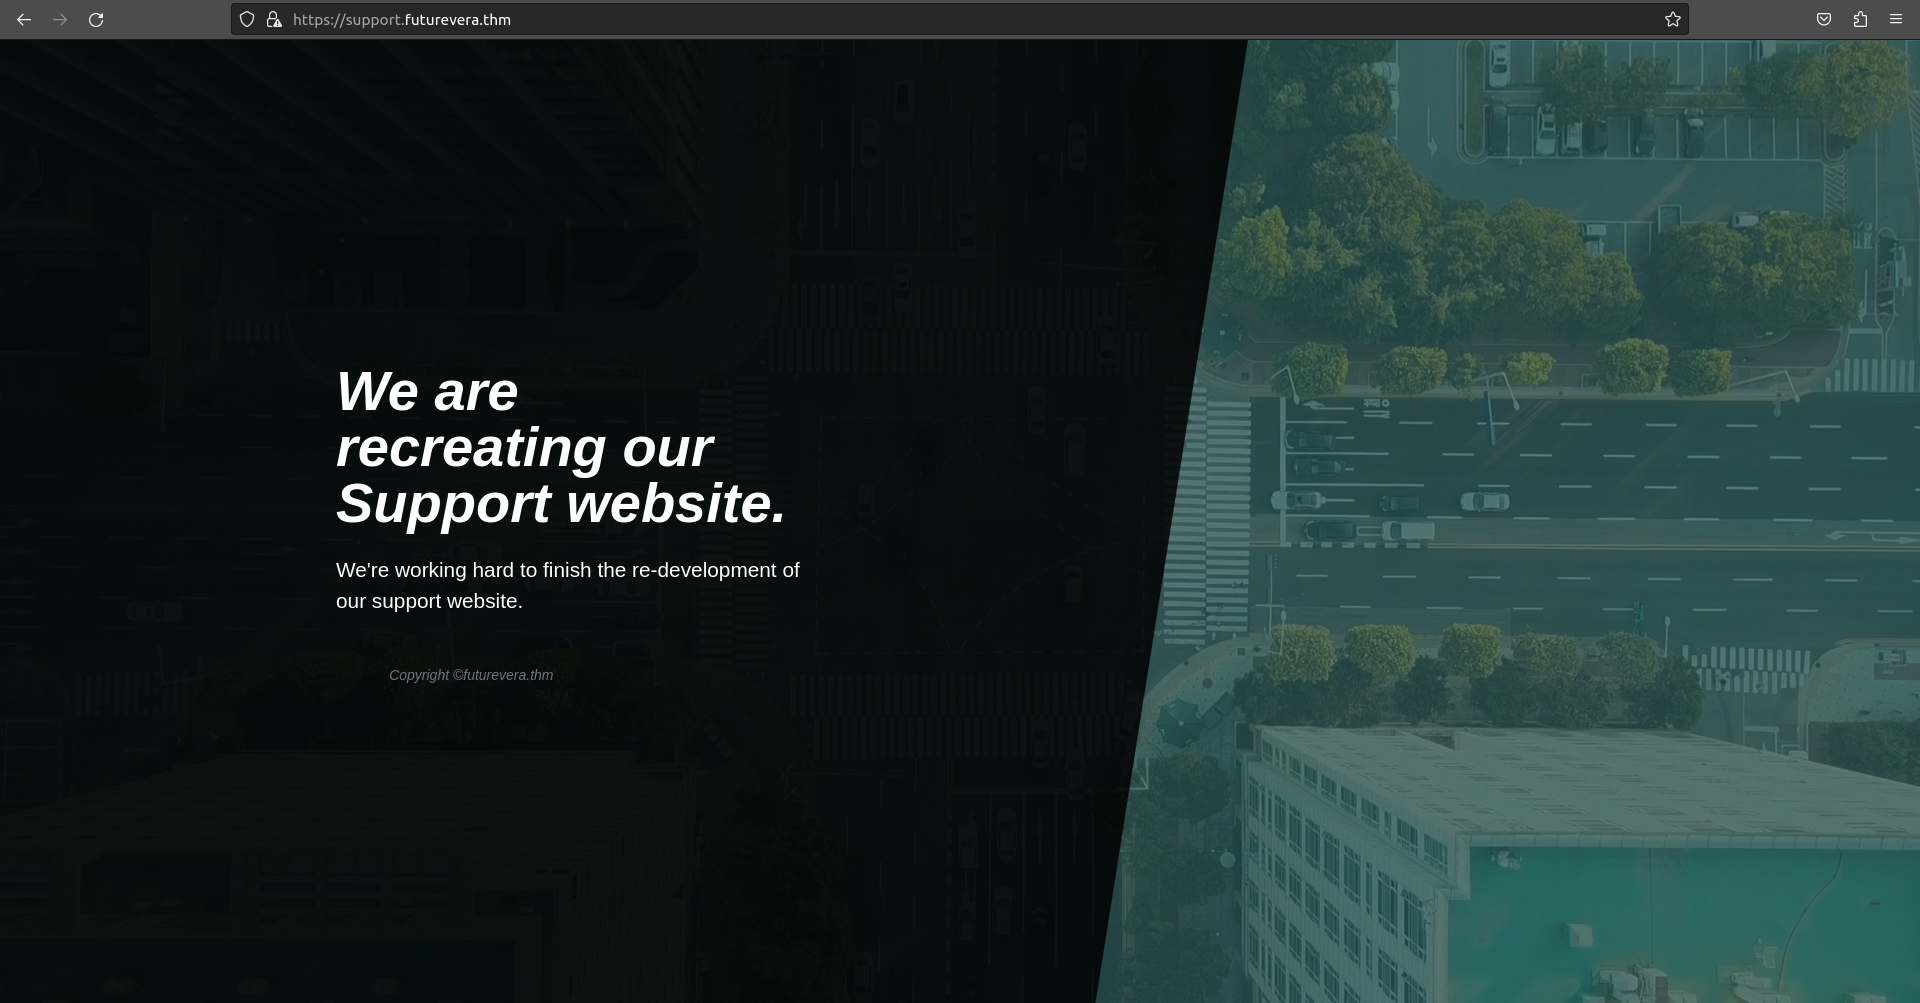 https://support.futurevera.thm
We are
recreating our
Support website.
We're working hard to finish the re-development of
our support website.
Copyright ©futurevera.thm